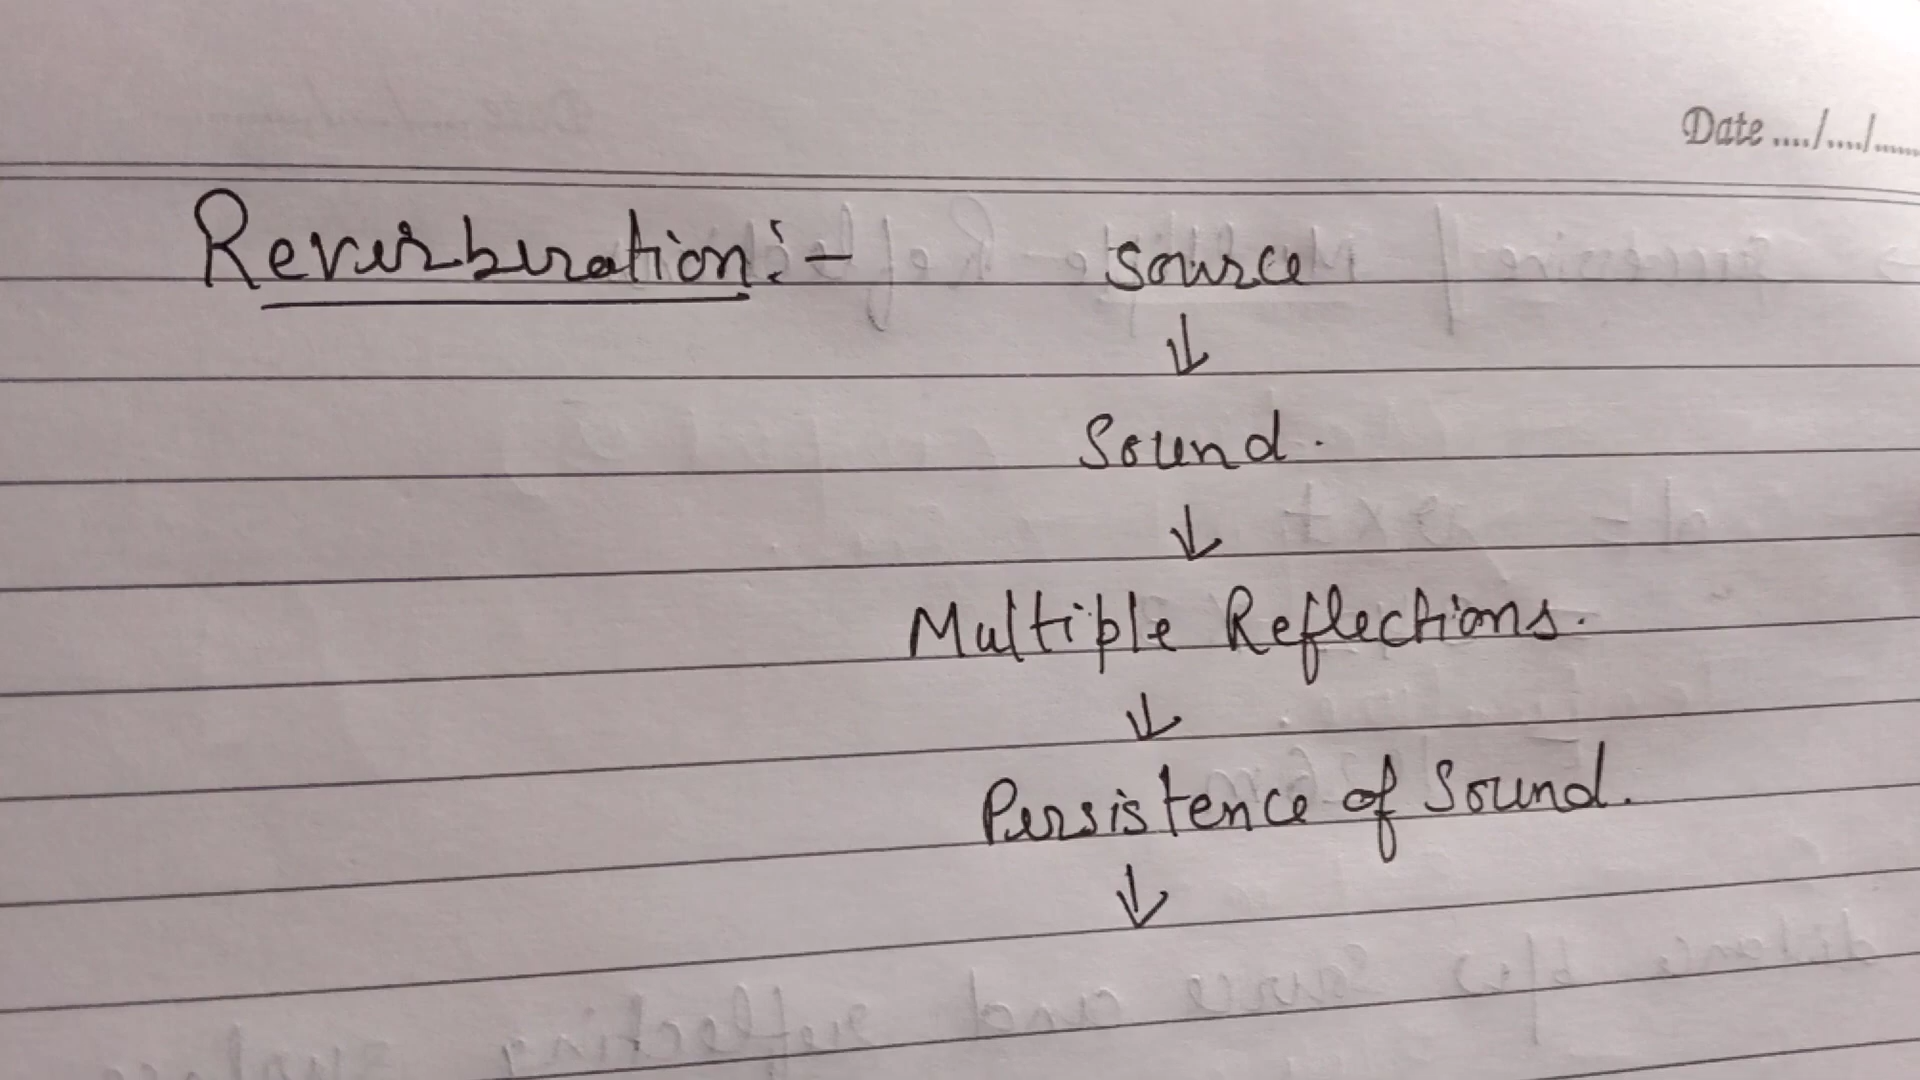 Date ..../..../......
Reverberation:- Source
↓
Sound.
↓
Multiple Reflections.
↓
Persistence of Sound.
↓